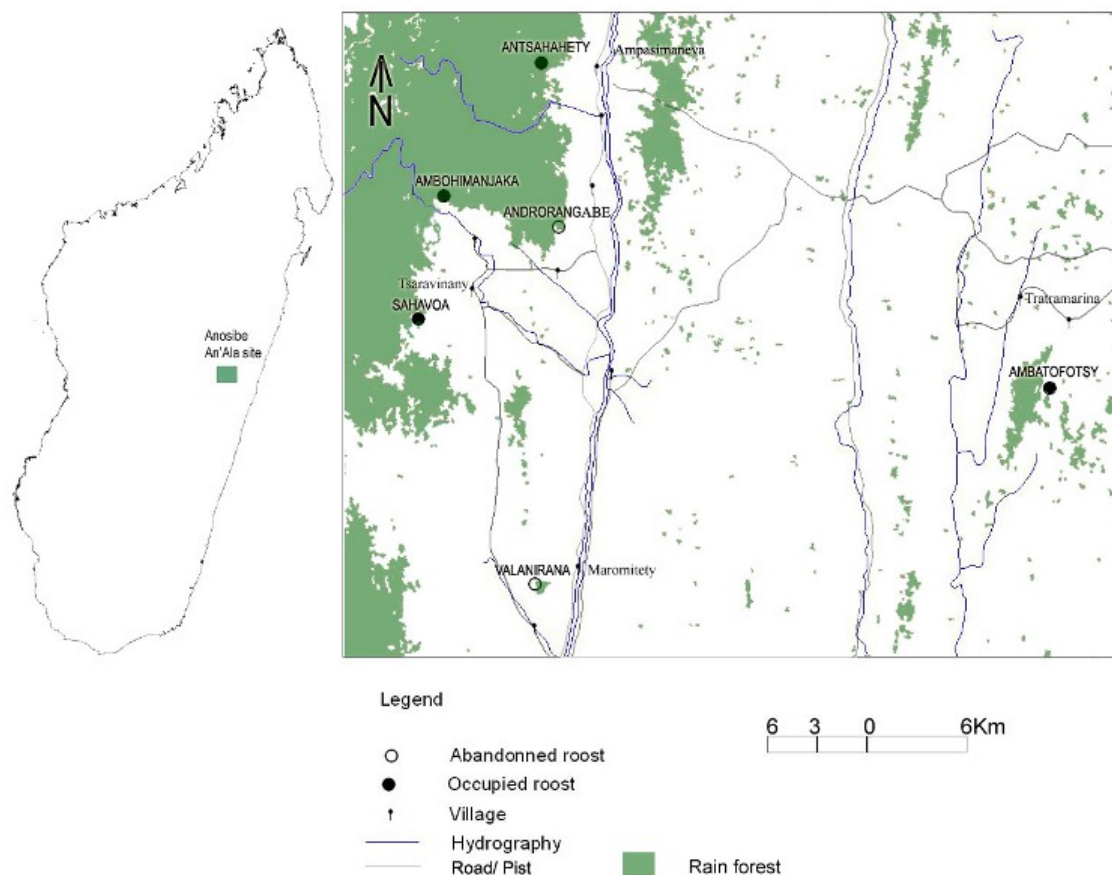 ANTSAHAHETY
Ampasimaneva
N
AMBOHIMANJAKA
ANDRORANGABE
Tsaravinany
SAHAVOA
Tratramarina
Anosibe
An'Ala site
AMBATOFOTSY
VALANIRANA
Maromitety
Legend
6 3 0 6Km
Abandonned roost
Occupied roost
Village
Hydrography
Road/ Pist
Rain forest